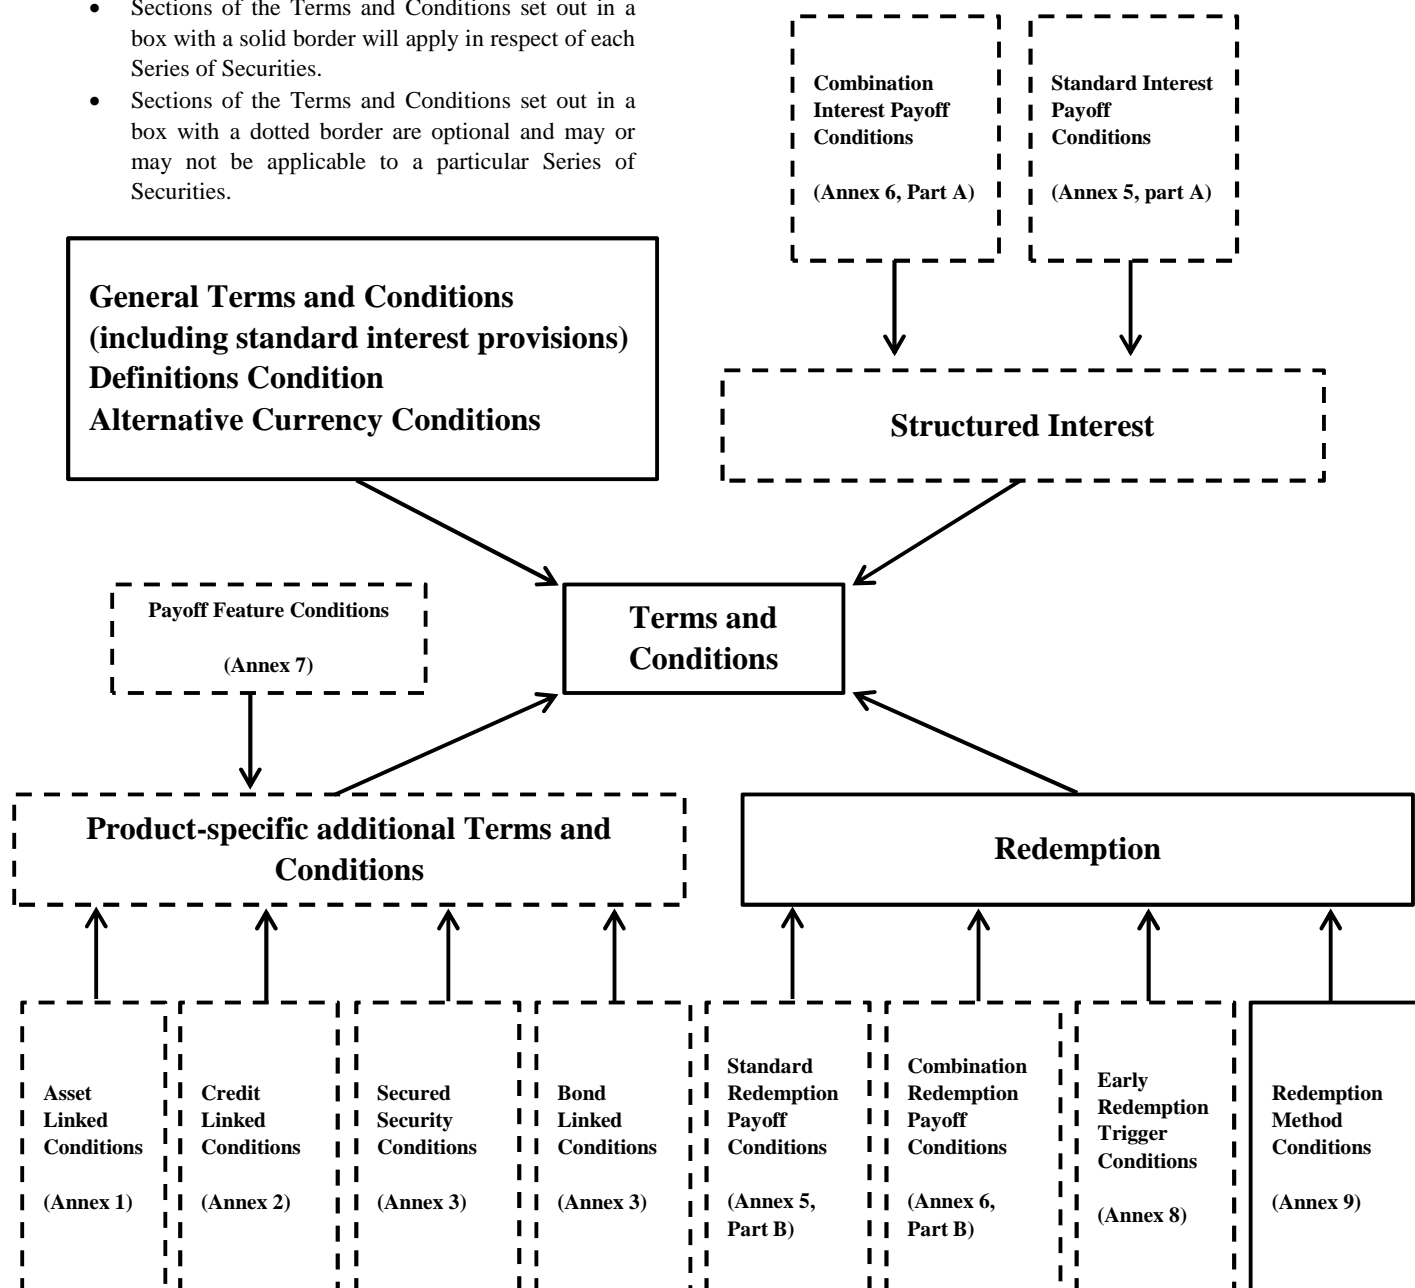 • Sections of the Terms and Conditions set out in a
box with a solid border will apply in respect of each
Series of Securities.
• Sections of the Terms and Conditions set out in a
box with a dotted border are optional and may or
may not be applicable to a particular Series of
Securities.
Combination
Interest Payoff
Conditions
(Annex 6, Part A)
Standard Interest
Payoff
Conditions
(Annex 5, part A)
General Terms and Conditions
(including standard interest provisions)
Definitions Condition
Alternative Currency Conditions
Structured Interest
Payoff Feature Conditions
(Annex 7)
Terms and
Conditions
Product-specific additional Terms and
Conditions
Redemption
Asset
Linked
Conditions
(Annex 1)
Credit
Linked
Conditions
(Annex 2)
Secured
Security
Conditions
(Annex 3)
Bond
Linked
Conditions
(Annex 3)
Standard
Redemption
Payoff
Conditions
(Annex 5,
Part B)
Combination
Redemption
Payoff
Conditions
(Annex 6,
Part B)
Early
Redemption
Trigger
Conditions
(Annex 8)
Redemption
Method
Conditions
(Annex 9)